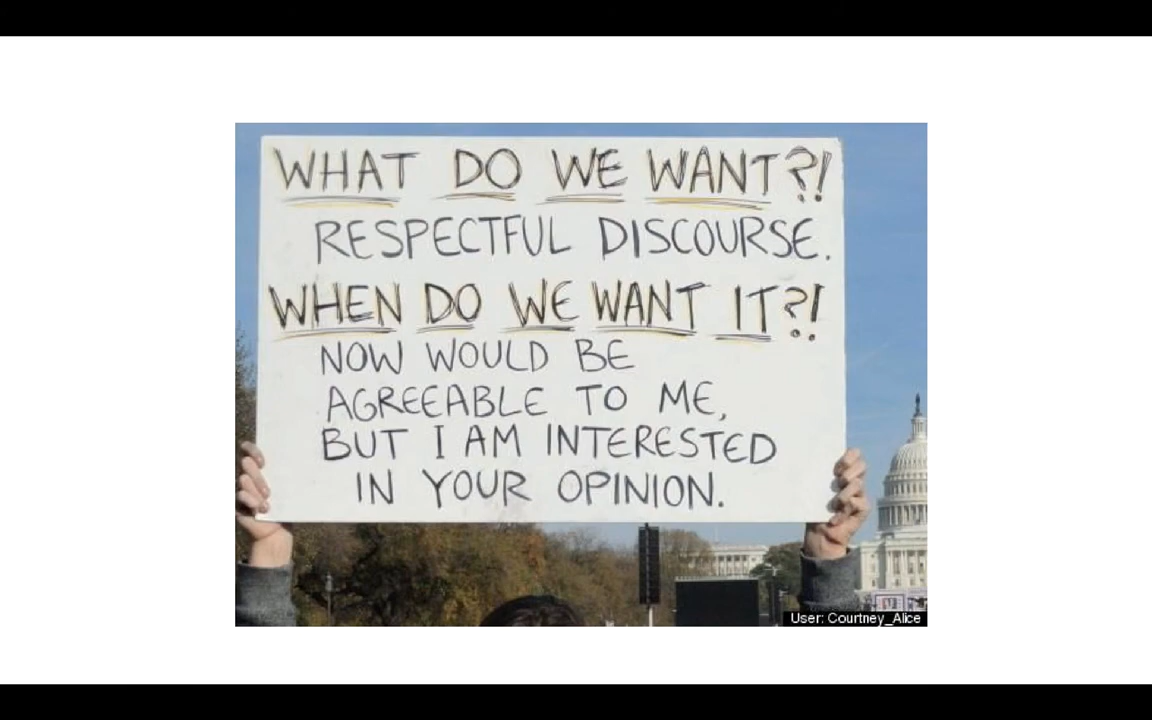 WHAT DO WE WANT?!
RESPECTFUL DISCOURSE.
WHEN DO WE WANT IT?!
NOW WOULD BE
AGREEABLE TO ME,
BUT I AM INTERESTED
IN YOUR OPINION.
User: Courtney_Alice